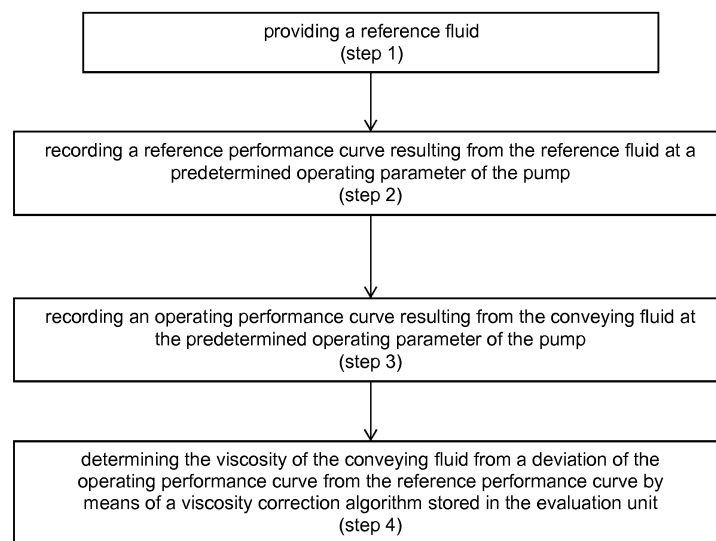 providing a reference fluid
(step 1)
recording a reference performance curve resulting from the reference fluid at a
predetermined operating parameter of the pump
(step 2)
recording an operating performance curve resulting from the conveying fluid at
the predetermined operating parameter of the pump
(step 3)
determining the viscosity of the conveying fluid from a deviation of the
operating performance curve from the reference performance curve by
means of a viscosity correction algorithm stored in the evaluation unit
(step 4)